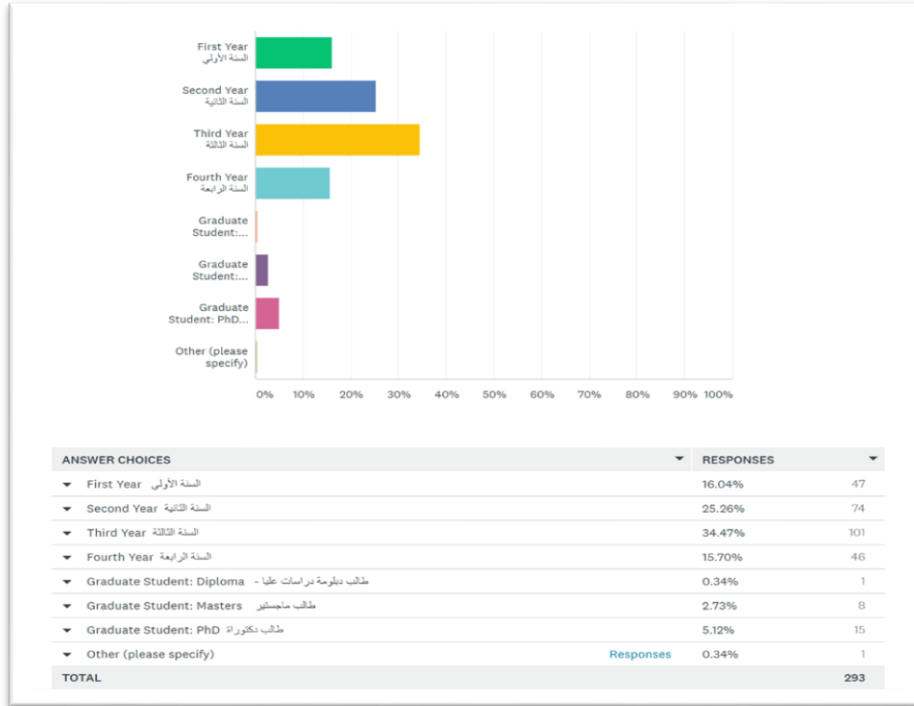 First Year
السنة الأولي
Second Year
السنة الثانية
Third Year
السنة الثالثة
Fourth Year
السنة الرابعة
Graduate
Student:...
Graduate
Student:...
Graduate
Student: PhD...
Other (please
specify)
0% 10% 20% 30% 40% 50% 60% 70% 80% 90% 100%
ANSWER CHOICES RESPONSES
First Year السنة الأولي 16.04% 47
Second Year السنة الثانية 25.26% 74
Third Year السنة الثالثة 34.47% 101
Fourth Year السنة الرابعة 15.70% 46
Graduate Student: Diploma - طالب دبلومة دراسات عليا 0.34% 1
Graduate Student: Masters طالب ماجستير 2.73% 8
Graduate Student: PhD طالب دكتوراة 5.12% 15
Other (please specify) Responses 0.34% 1
TOTAL 293